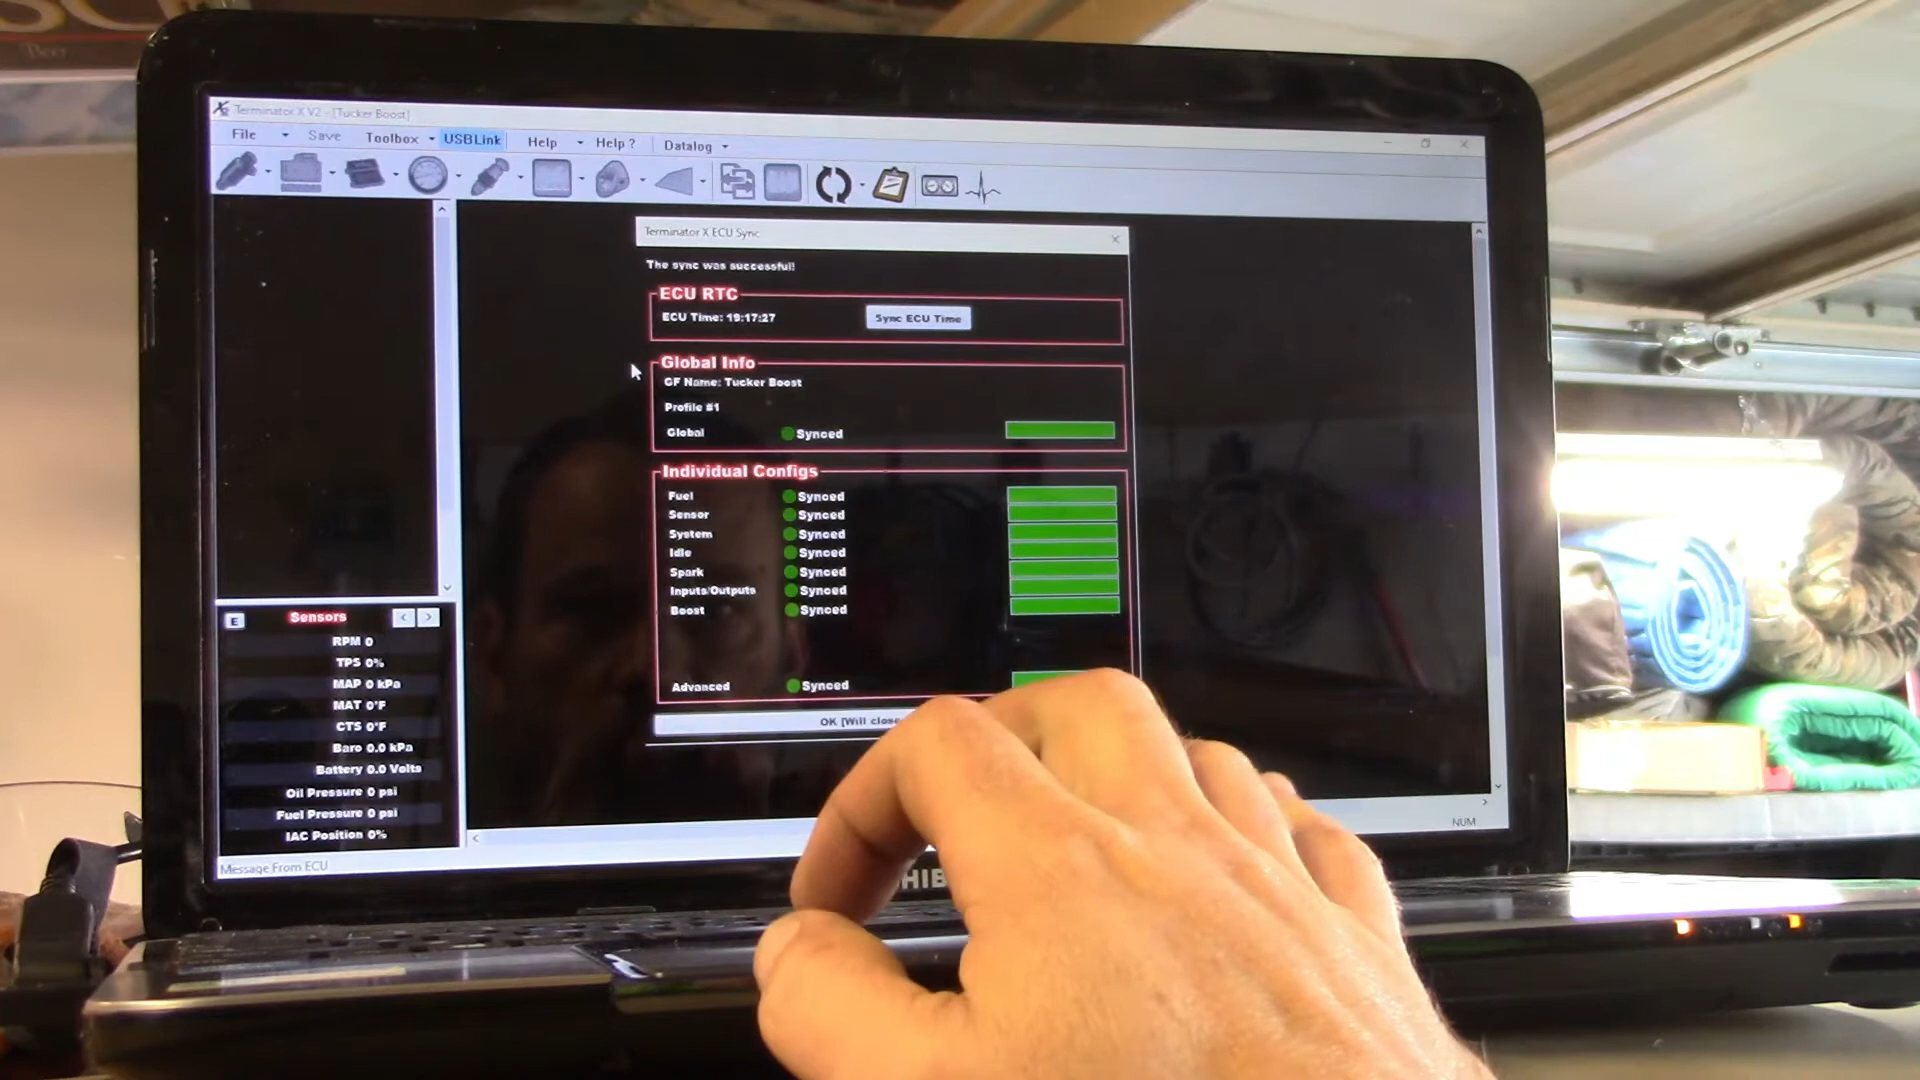 Beer
Terminator X V2 - [Tucker Boost]
File Save Toolbox USBLink Help Help ? Datalog
Terminator X ECU Sync
The sync was successful!
ECU RTC
ECU Time: 19:17:27 Sync ECU Time
Global Info
GF Name: Tucker Boost
Profile #1
Global Synced
Individual Configs
Fuel Synced
Sensor Synced
System Synced
Idle Synced
Spark Synced
Inputs/Outputs Synced
Boost Synced
Advanced Synced
OK [Will close
E Sensors < >
RPM 0
TPS 0%
MAP 0 kPa
MAT 0°F
CTS 0°F
Baro 0.0 kPa
Battery 0.0 Volts
Oil Pressure 0 psi
Fuel Pressure 0 psi
IAC Position 0%
NUM
Message From ECU
HIB